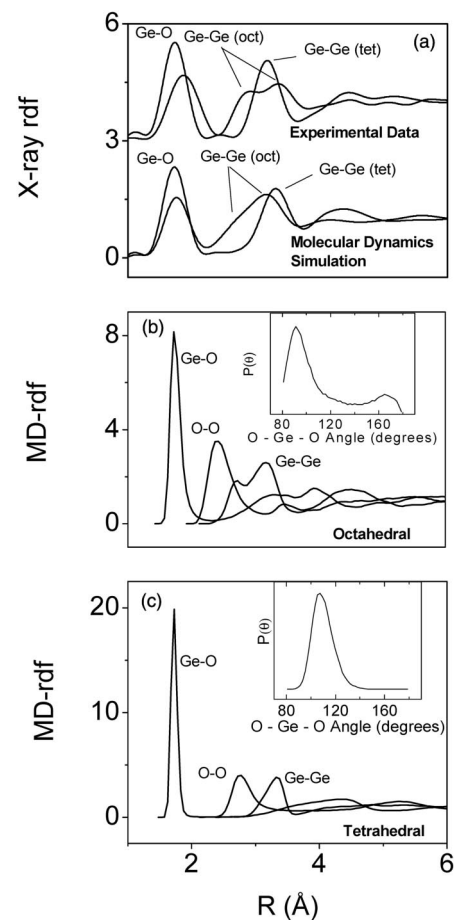 6
Ge-O
Ge-Ge (oct)
(a)
Ge-Ge (tet)
X-ray rdf
3
Experimental Data
Ge-O
Ge-Ge (tet)
Ge-Ge (oct)
Molecular Dynamics
Simulation
0
(b)
8
P(θ)
80 120 160
O - Ge - O Angle (degrees)
MD-rdf
O-O
4
Ge-O
Ge-Ge
0
Octahedral
(c)
20
P(θ)
Ge-O
80 120 160
O - Ge - O Angle (degrees)
MD-rdf
10
O-O
Ge-Ge
0
Tetrahedral
2 4 6
R (Å)